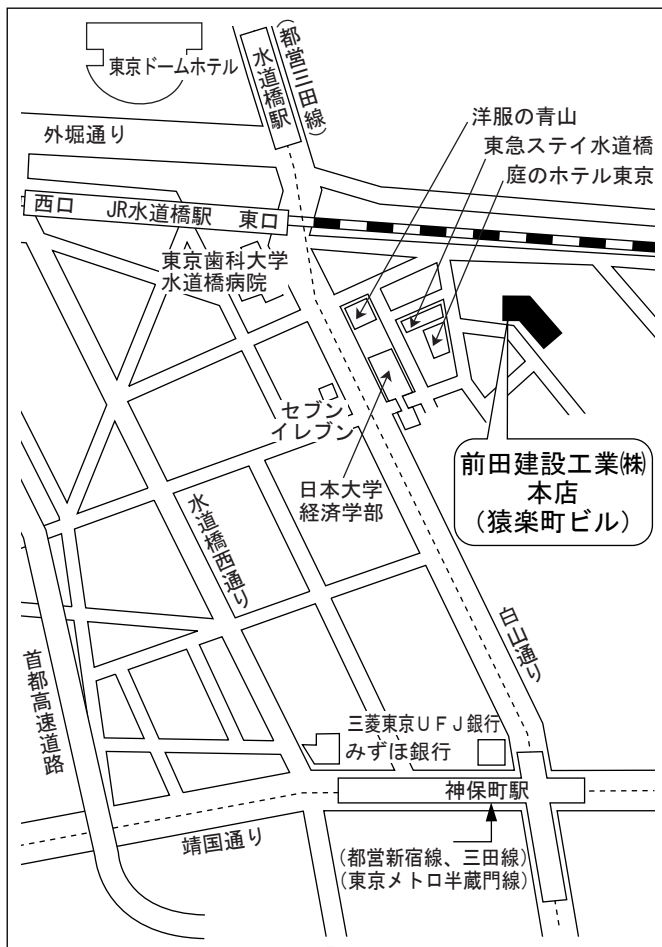 東京ドームホテル
水道橋駅
（都営三田線）
外堀通り
洋服の青山
東急ステイ水道橋
庭のホテル東京
西口 JR水道橋駅 東口
東京歯科大学
水道橋病院
セブン
イレブン
日本大学
経済学部
前田建設工業㈱
本店
（猿楽町ビル）
水道橋西通り
白山通り
首都高速道路
三菱東京ＵＦＪ銀行
みずほ銀行
神保町駅
靖国通り
（都営新宿線、三田線）
（東京メトロ半蔵門線）